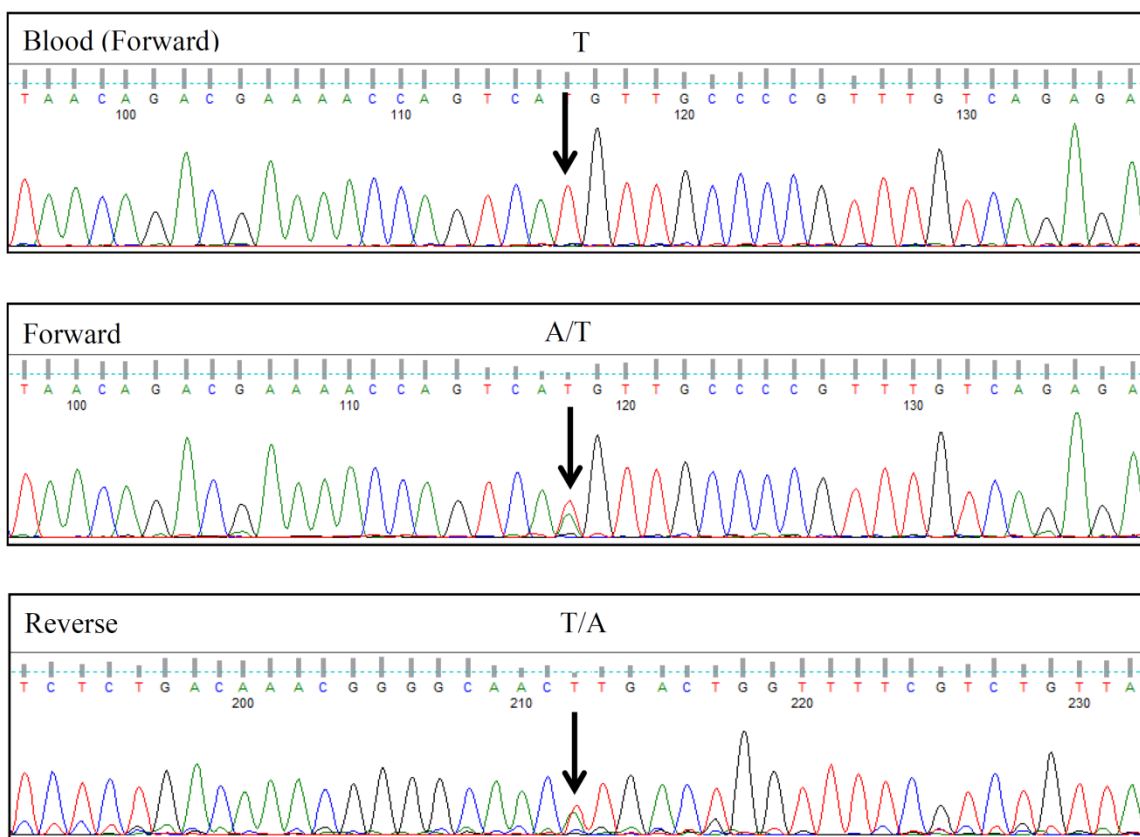 Blood (Forward) T
T A A C A G A C G A A A A C C A G T C A T G T T G C C C C G T T T G T C A G A G A
100 110 120 130
Forward A/T
T A A C A G A C G A A A A C C A G T C A T G T T G C C C C G T T T G T C A G A G A
100 110 120 130
Reverse T/A
T C T C T G A C A A A C G G G G C A A C T T G A C T G G T T T T C G T C T G T T A
200 210 220 230